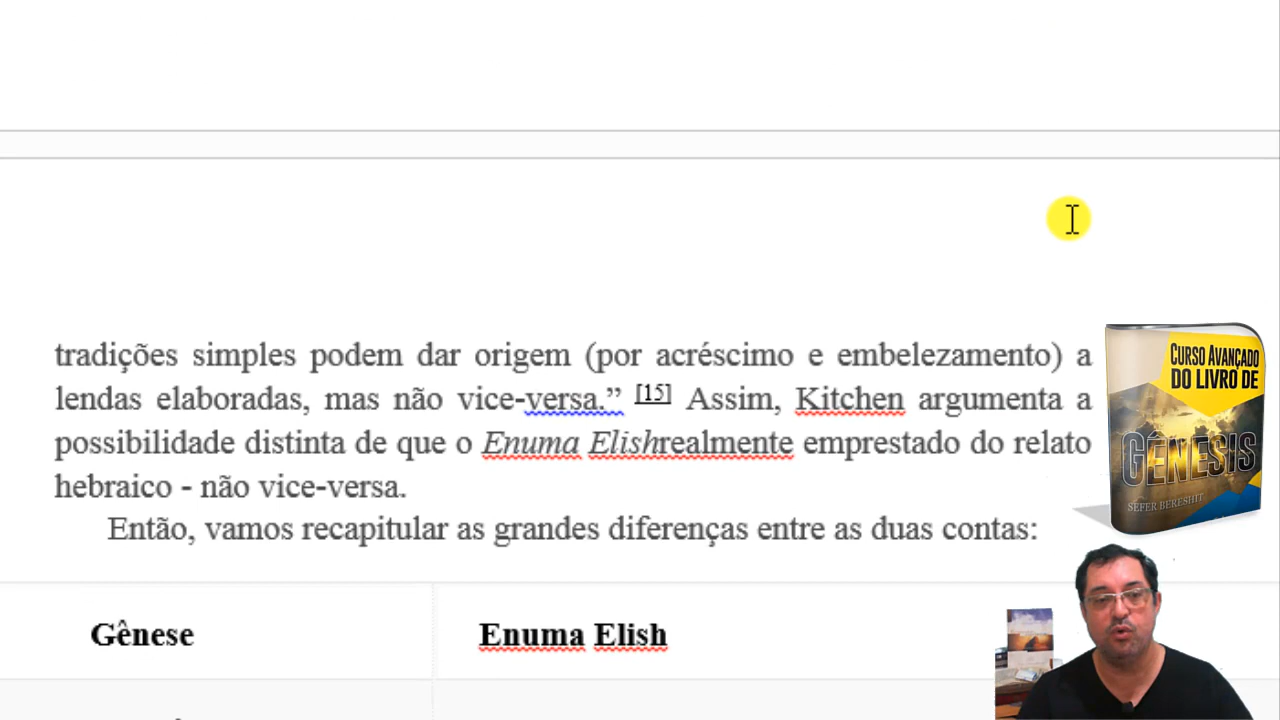 tradições simples podem dar origem (por acréscimo e embelezamento) a
lendas elaboradas, mas não vice-versa.” [15] Assim, Kitchen argumenta a
possibilidade distinta de que o Enuma Elishrealmente emprestado do relato
hebraico - não vice-versa.
Então, vamos recapitular as grandes diferenças entre as duas contas:
Gênese
Enuma Elish
CURSO AVANÇADO
DO LIVRO DE
GÊNESIS
SEFER BERESHIT